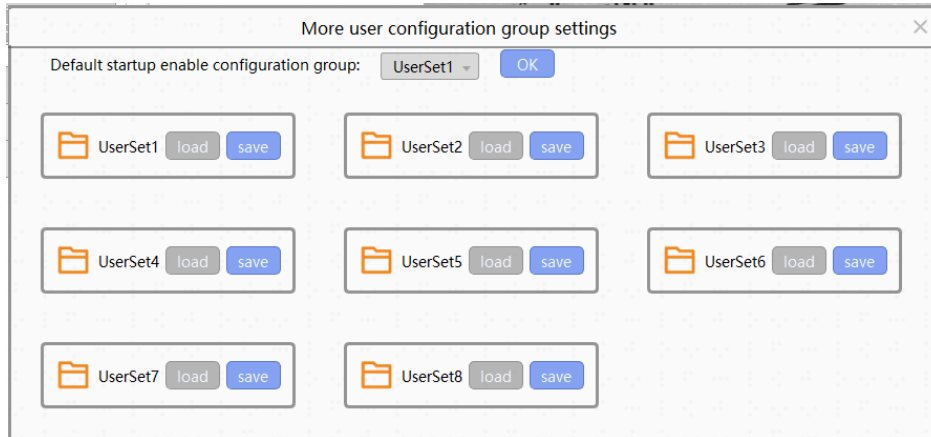 More user configuration group settings
Default startup enable configuration group: UserSet1 OK
UserSet1 load save UserSet2 load save UserSet3 load save
UserSet4 load save UserSet5 load save UserSet6 load save
UserSet7 load save UserSet8 load save